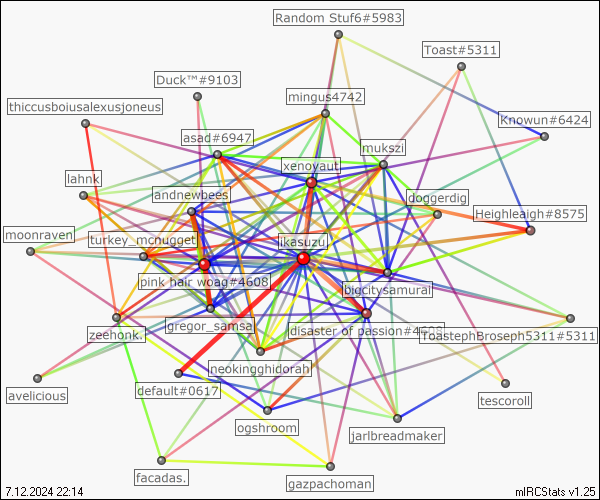 Random Stuf6#5983
Toast#5311
Duck™#9103
mingus4742
thiccusboiusalexusjoneus
Knowun#6424
asad#6947
mukszi
xenoyaut
lahnk
andnewbees
doggerdig
Heighleaigh#8575
moonraven
turkey_mcnugget
ikasuzu
pink hair woag#4608
bigcitysamurai
zeehonk.
gregor_samsa
disaster of passion#4608
ToastephBroseph5311#5311
neokingghidorah
avelicious
default#0617
tescoroll
ogshroom
jarlbreadmaker
facadas.
gazpachoman
7.12.2024 22:14
mIRCStats v1.25